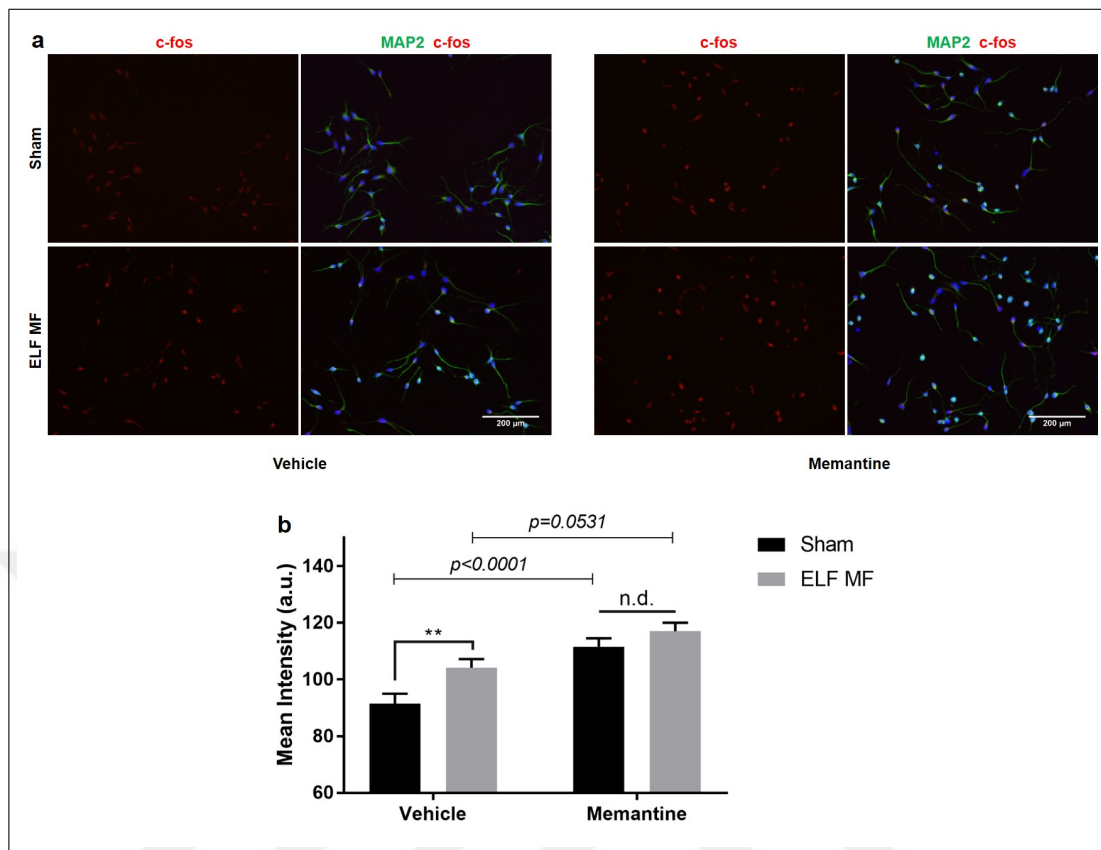 a
c-fos MAP2 c-fos c-fos MAP2 c-fos
Sham
ELF MF
200 µm 200 µm
Vehicle Memantine
b
p=0.0531
p<0.0001
** n.d.
Sham
ELF MF
Mean Intensity (a.u.)
140
120
100
80
60
Vehicle Memantine